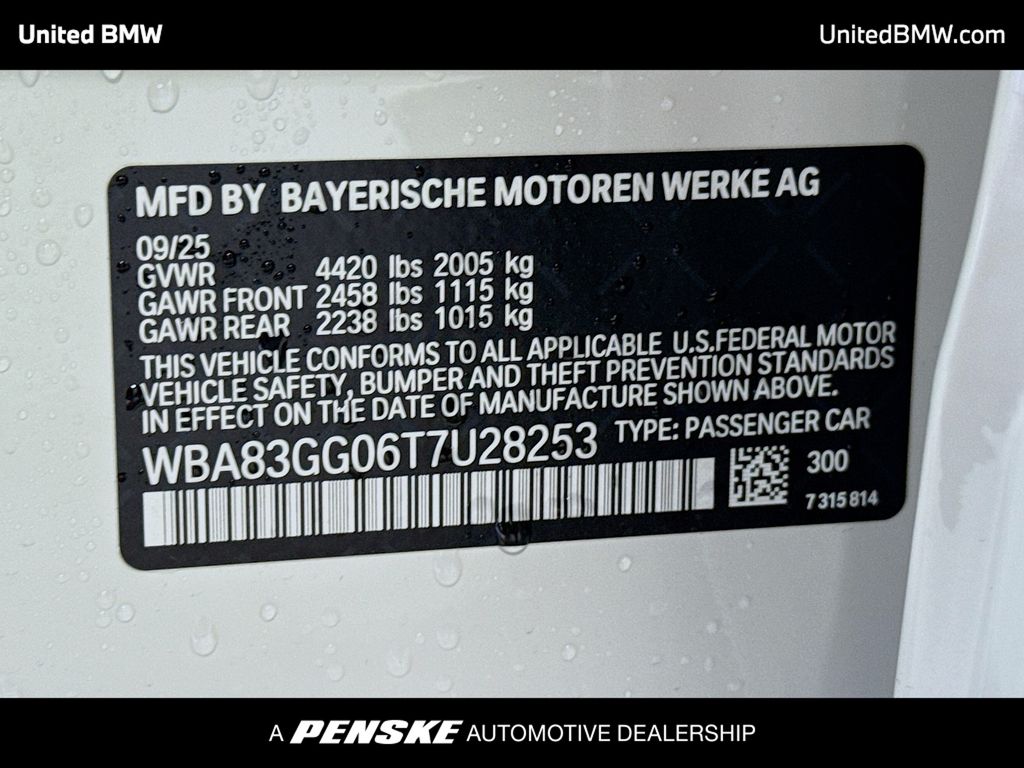 United BMW
UnitedBMW.com
MFD BY BAYERISCHE MOTOREN WERKE AG
09/25
GVWR 4420 lbs 2005 kg
GAWR FRONT 2458 lbs 1115 kg
GAWR REAR 2238 lbs 1015 kg
THIS VEHICLE CONFORMS TO ALL APPLICABLE U.S.FEDERAL MOTOR
VEHICLE SAFETY, BUMPER AND THEFT PREVENTION STANDARDS
IN EFFECT ON THE DATE OF MANUFACTURE SHOWN ABOVE.
WBA83GG06T7U28253 TYPE: PASSENGER CAR
300
7 315 814
A PENSKE AUTOMOTIVE DEALERSHIP